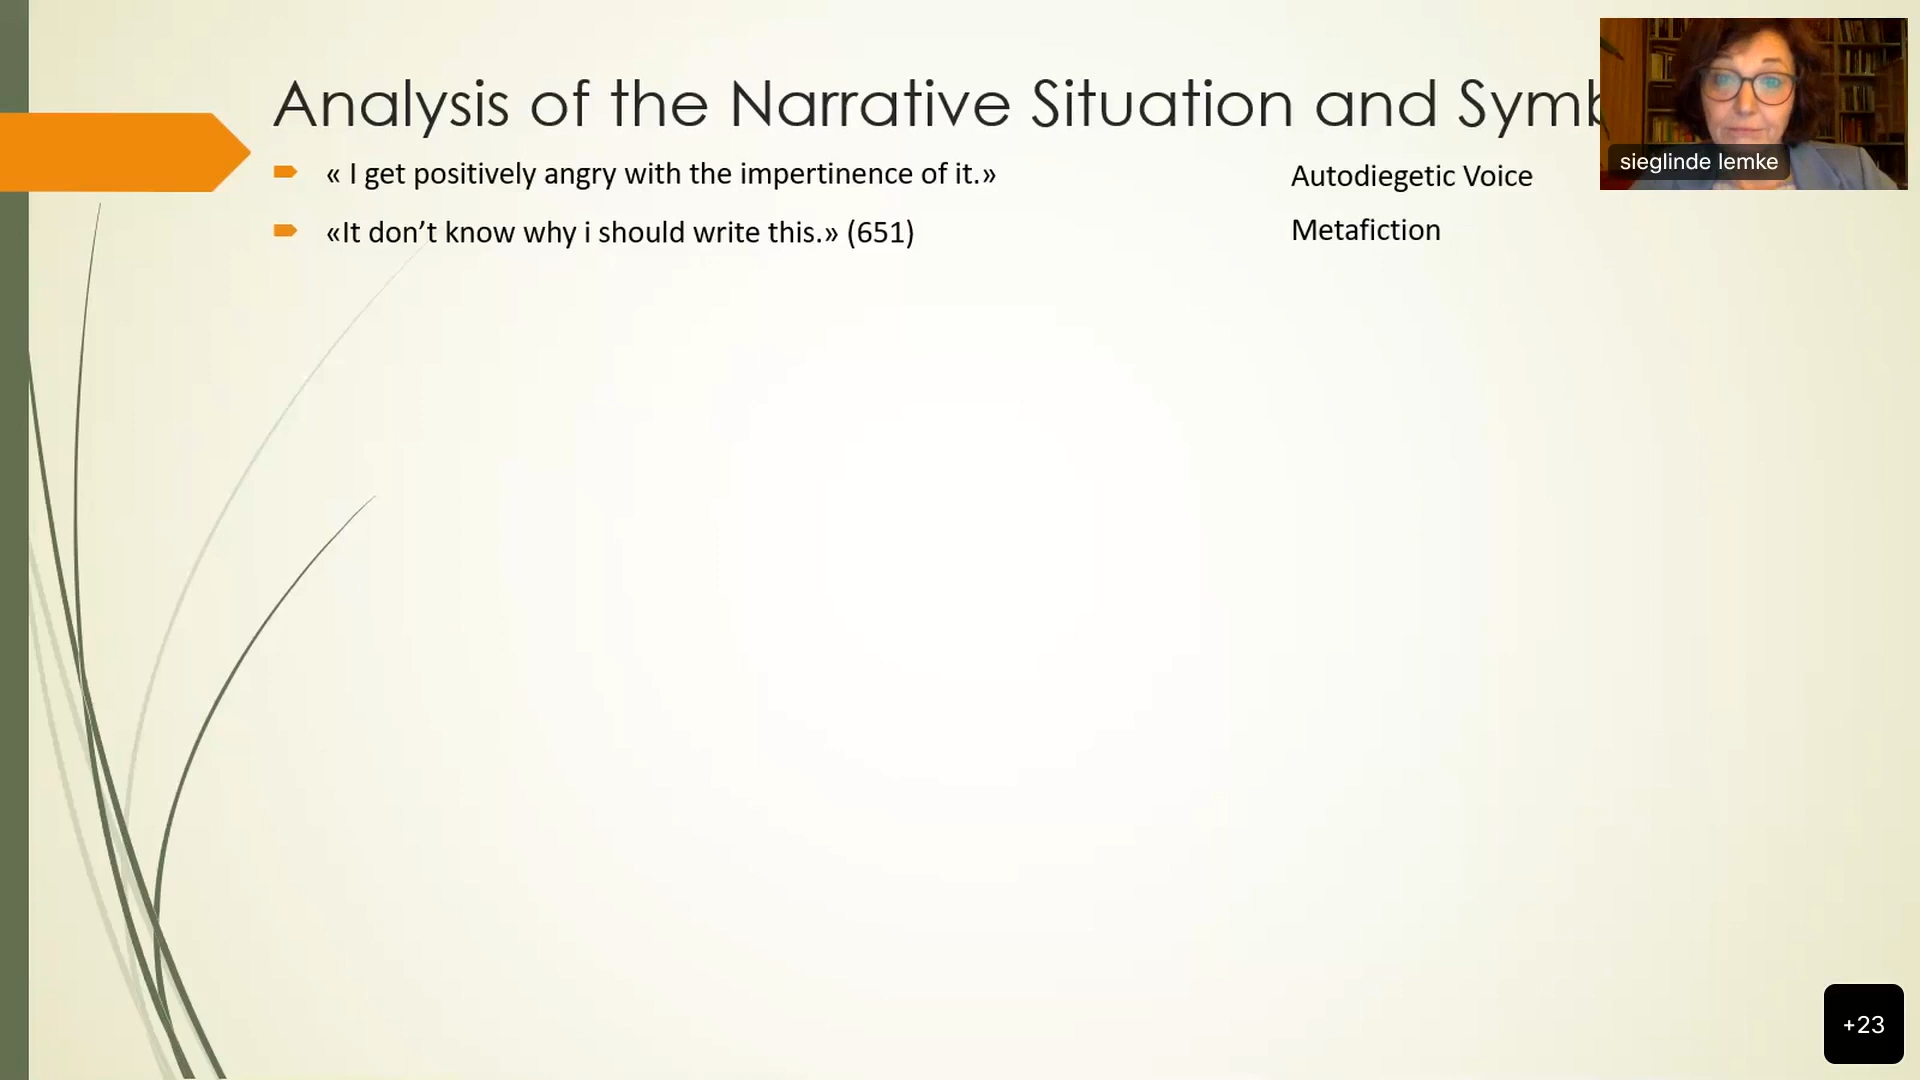 Analysis of the Narrative Situation and Symb
« I get positively angry with the impertinence of it.»
Autodiegetic Voice
«It don’t know why i should write this.» (651)
Metafiction
sieglinde lemke
+23